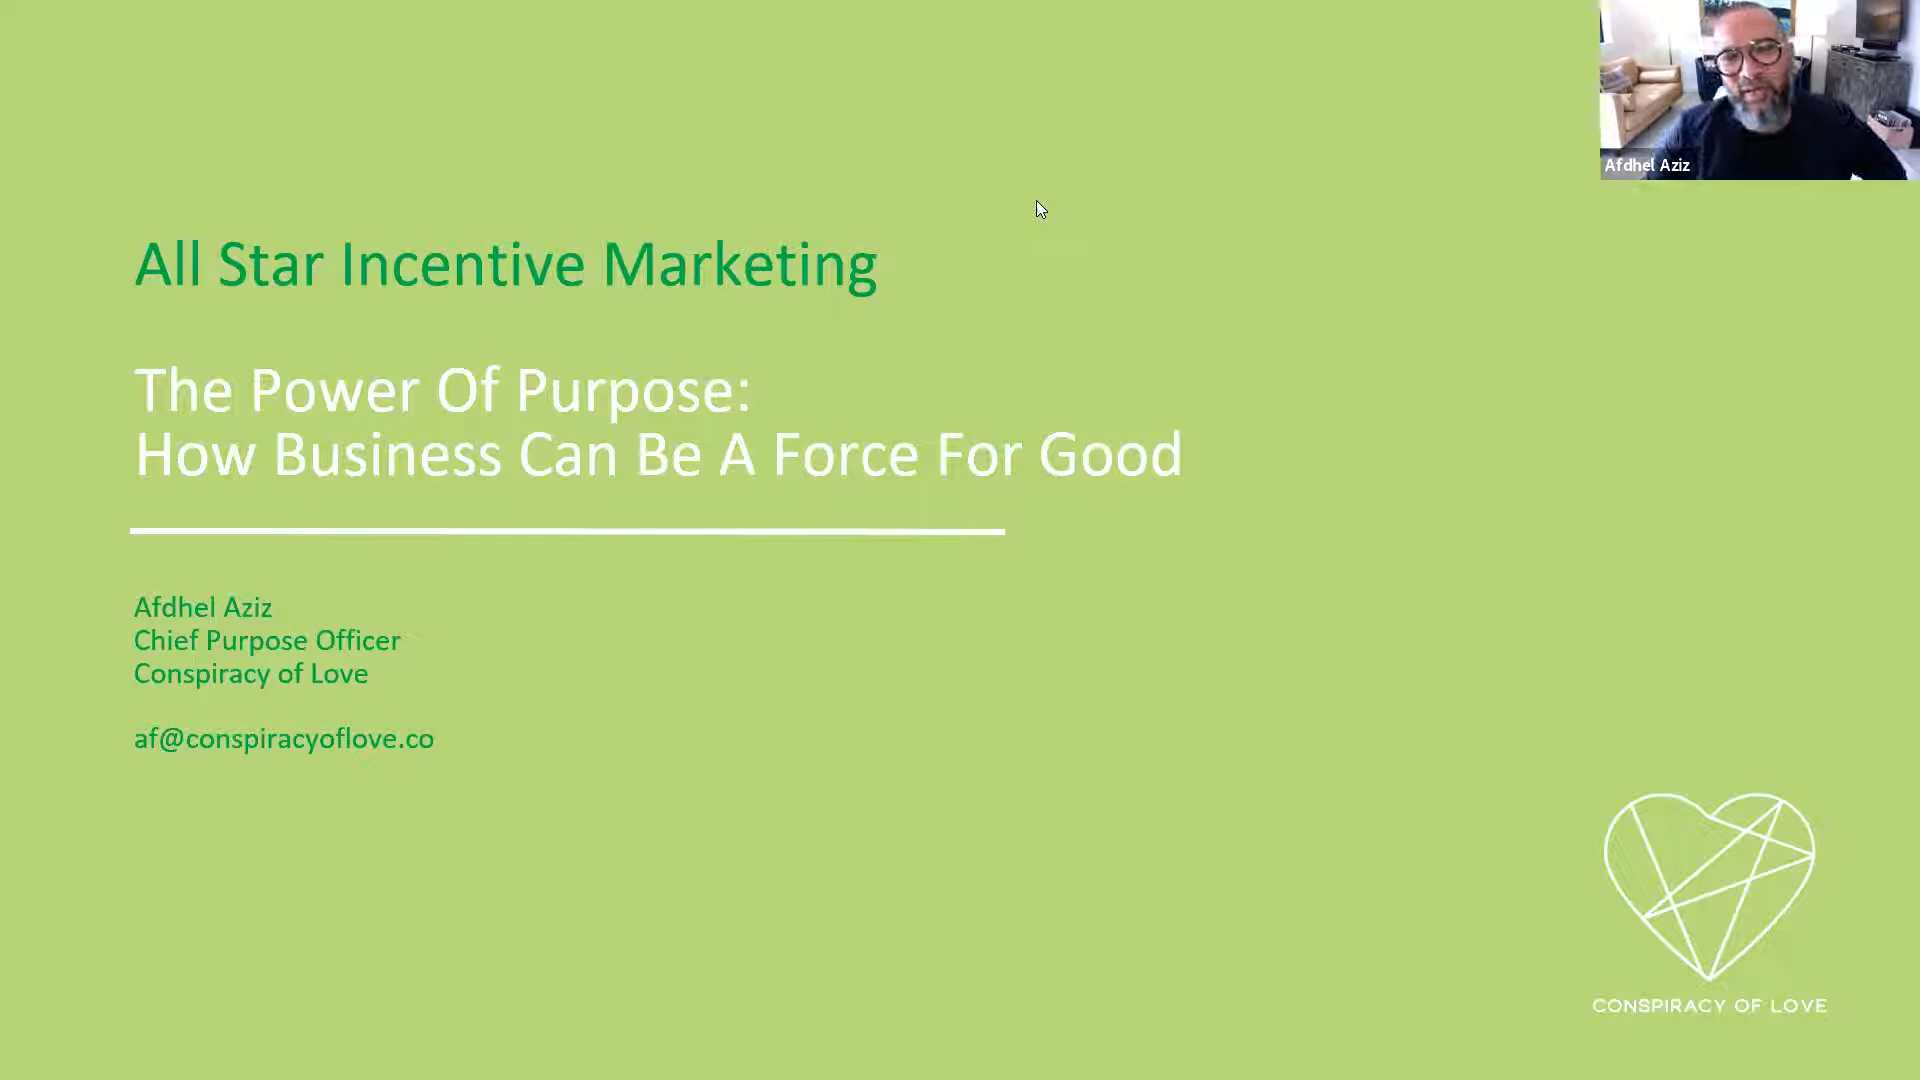 All Star Incentive Marketing
The Power Of Purpose:
How Business Can Be A Force For Good
Afdhel Aziz
Chief Purpose Officer
Conspiracy of Love
af@conspiracyoflove.co
Afdhel Aziz
CONSPIRACY OF LOVE